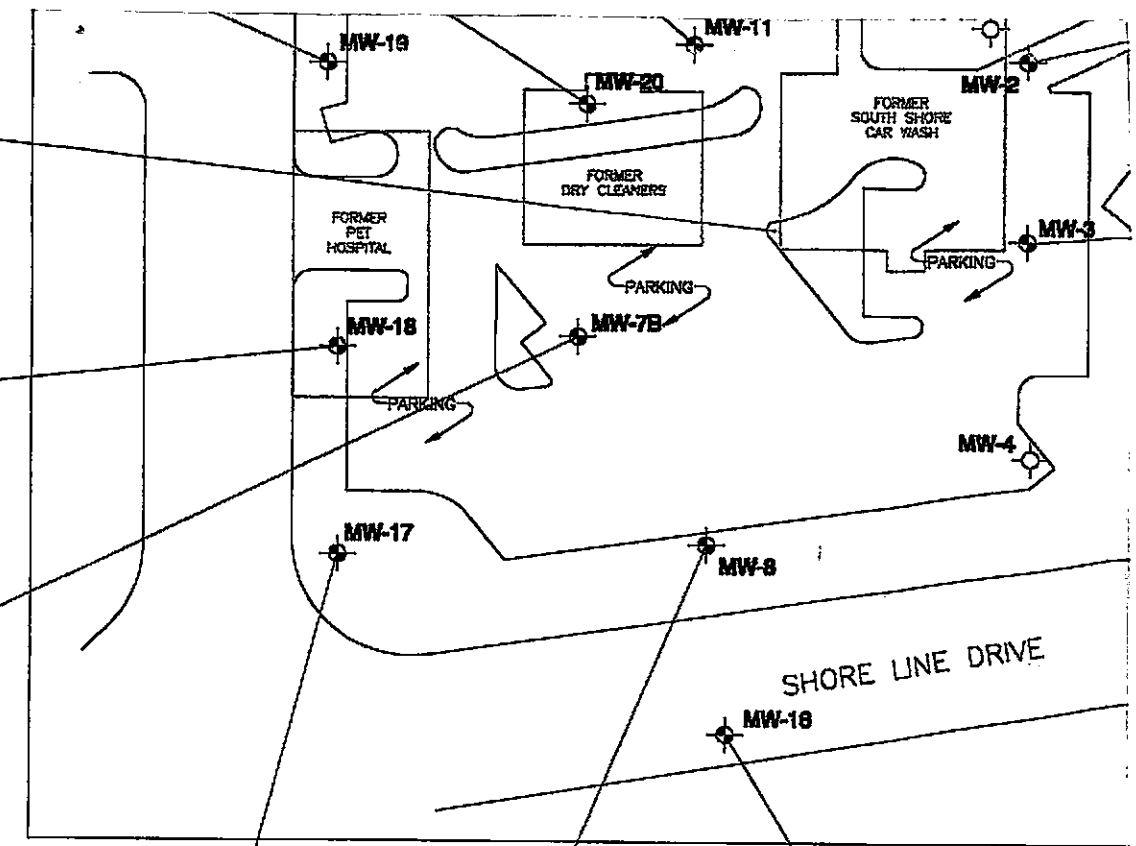 MW-19
MW-11
MW-20
MW-2
FORMER
SOUTH SHORE
CAR WASH
FORMER
DRY CLEANERS
FORMER
PET
HOSPITAL
MW-3
PARKING
PARKING
MW-18
MW-7B
PARKING
MW-4
MW-17
MW-8
SHORE LINE DRIVE
MW-16